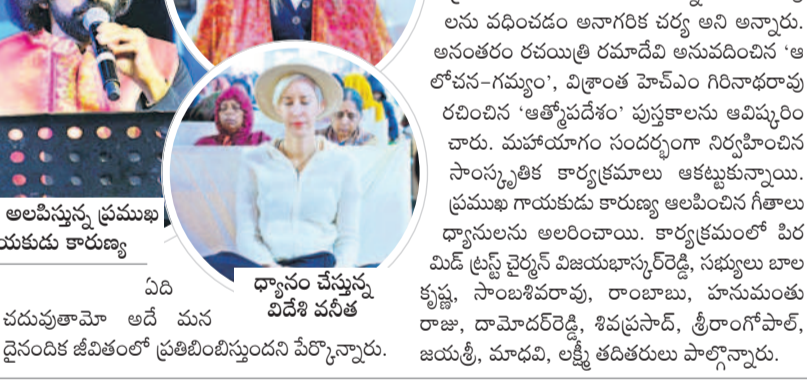 అలపిస్తున్న ప్రముఖ
యకుడు కారుణ్య
ధ్యానం చేస్తున్న
విదేశి వనిత
ఏది
చదువుతామో అదే మన
దైనందిక జీవితంలో ప్రతిబింబిస్తుందని పేర్కొన్నారు.
లను వధించడం అనాగరిక చర్య అని అన్నారు.
అనంతరం రచయిత్రి రమాదేవి అనువదించిన ‘ఆ
లోచన-గమ్యం’, విశ్రాంత హెచ్ఎం గిరినాథరావు
రచించిన ‘ఆత్మోపదేశం’ పుస్తకాలను ఆవిష్కరిం
చారు. మహాయాగం సందర్భంగా నిర్వహించిన
సాంస్కృతిక కార్యక్రమాలు ఆకట్టుకున్నాయి.
ప్రముఖ గాయకుడు కారుణ్య ఆలపించిన గీతాలు
ధ్యానులను అలరించాయి. కార్యక్రమంలో పిర
మిడ్ ట్రస్ట్ చైర్మన్ విజయభాస్కర్‌రెడ్డి, సభ్యులు బాల
కృష్ణ, సాంబశివరావు, రాంబాబు, హనుమంతు
రాజు, దామోదర్‌రెడ్డి, శివప్రసాద్, శ్రీరాంగోపాల్,
జయశ్రీ, మాధవి, లక్ష్మీ తదితరులు పాల్గొన్నారు.